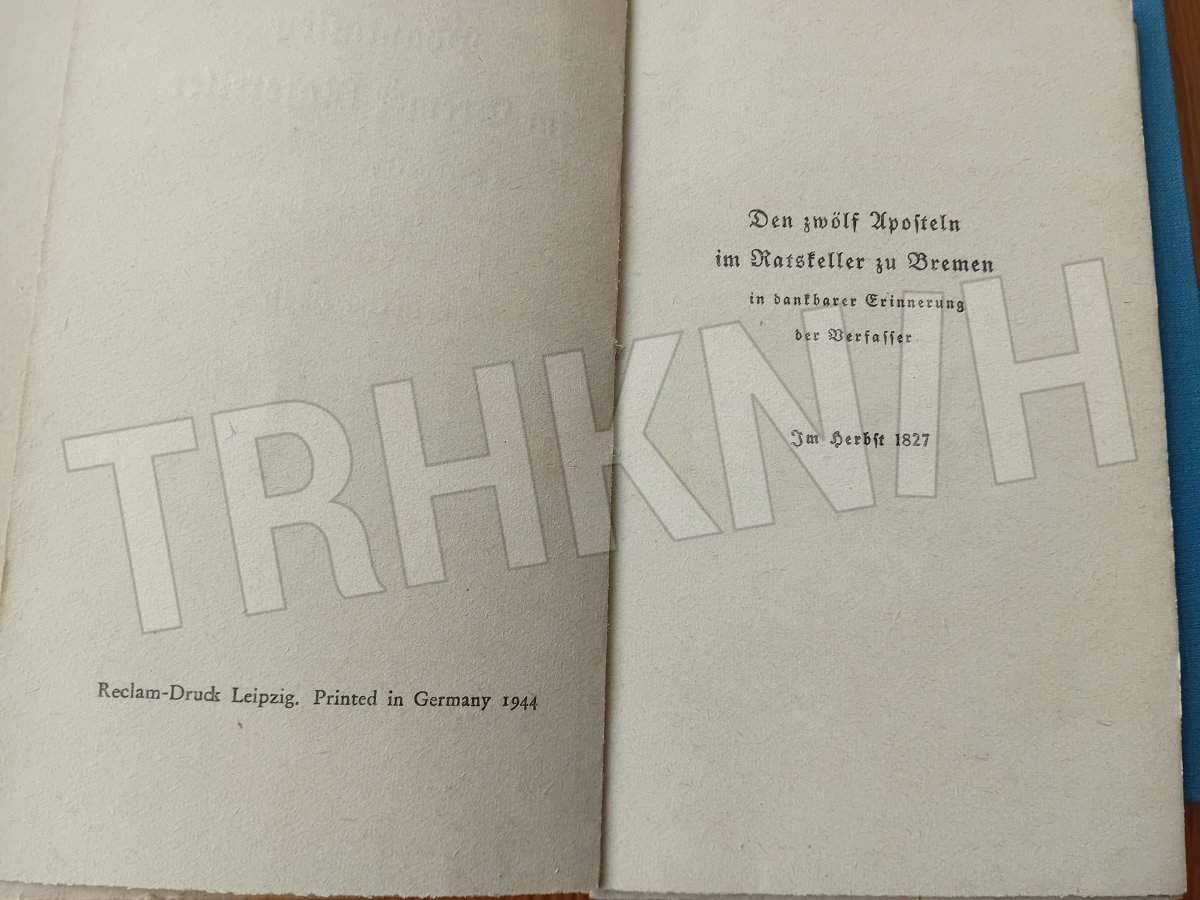 Reclam-Druck Leipzig. Printed in Germany 1944
Den zwölf Apoſteln
im Ratskeller zu Bremen
in dankbarer Erinnerung
der Verfaſſer
Im Herbſt 1827
TRHKN/H